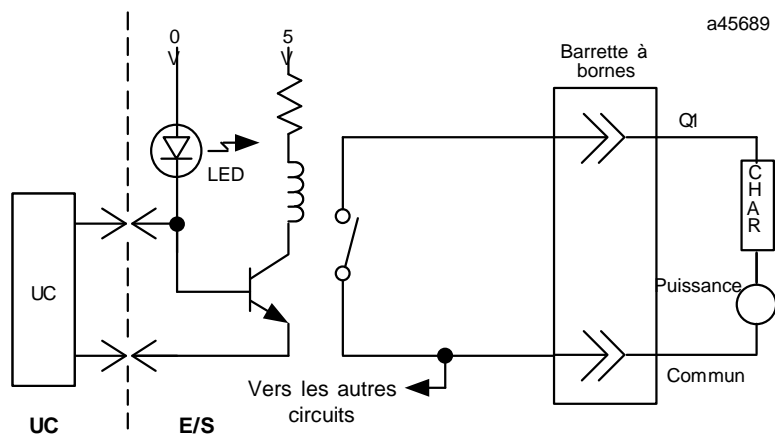 a45689
0
V
5
V
Barrette à
bornes
Q1
LED
C
H
A
R
UC
Puissance
Commun
Vers les autres
circuits
UC
E/S